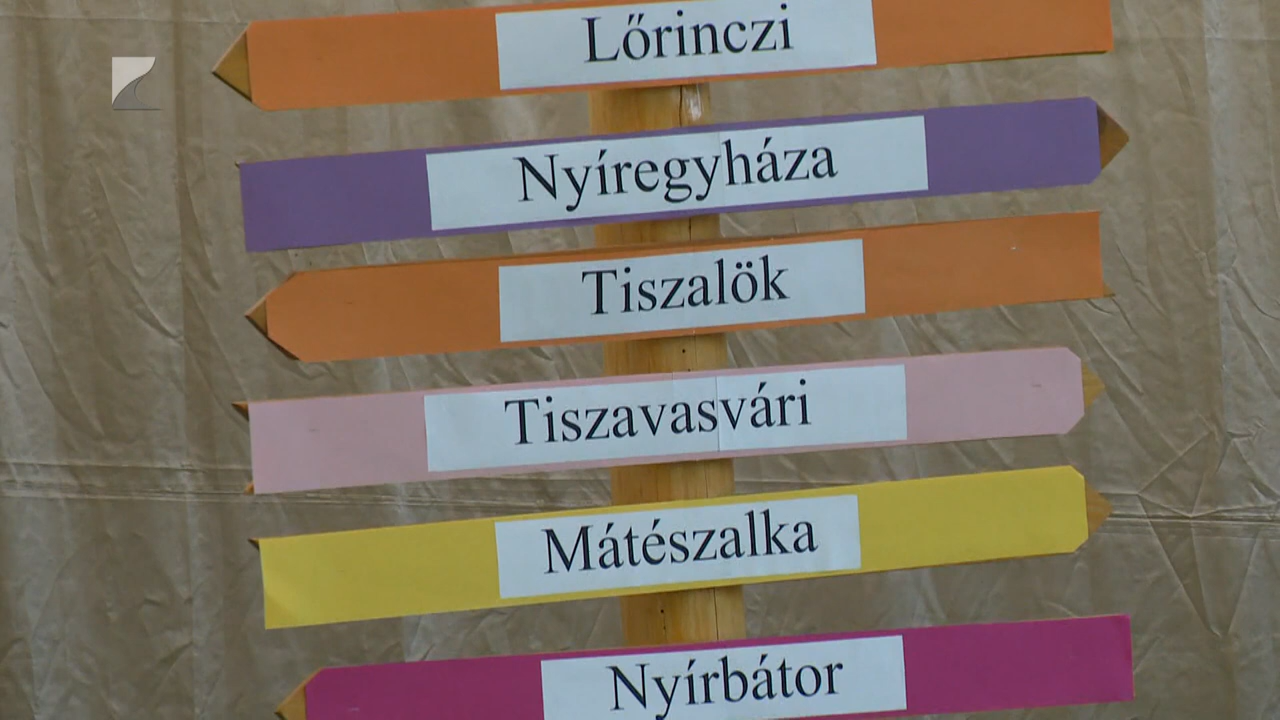 Lőrinczi
Nyíregyháza
Tiszalök
Tiszavasvári
Mátészalka
Nyírbátor